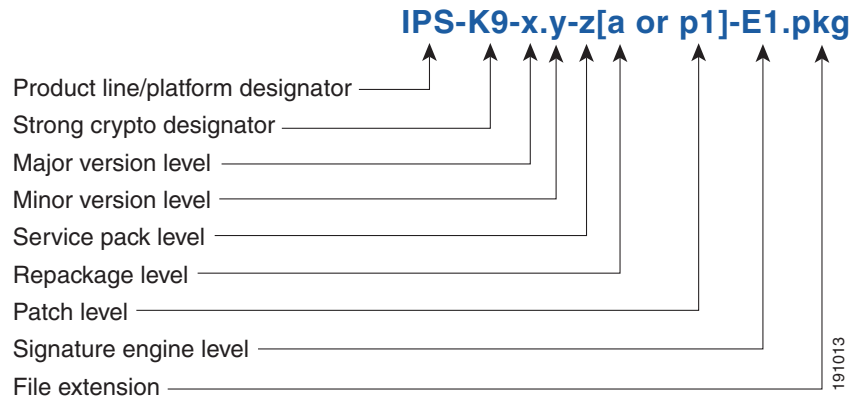 IPS-K9-x.y-z[a or p1]-E1.pkg
Product line/platform designator
Strong crypto designator
Major version level
Minor version level
Service pack level
Repackage level
Patch level
Signature engine level
File extension
191013